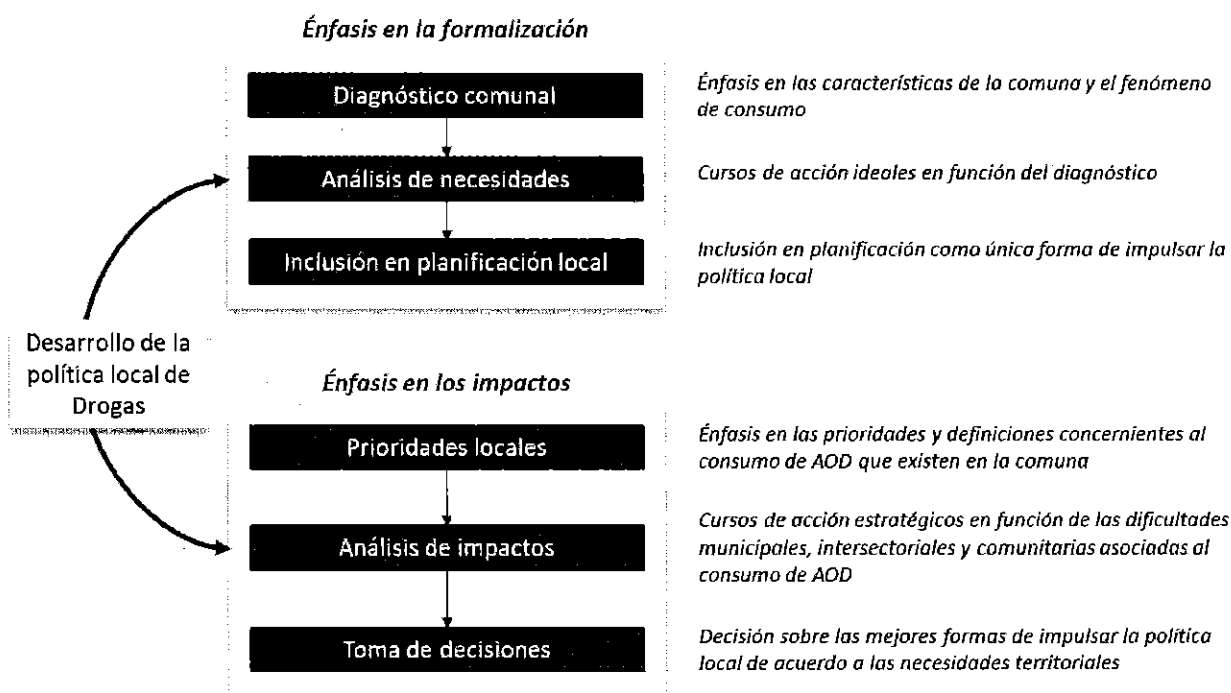 Énfasis en la formalización
Diagnóstico comunal
Énfasis en las características de la comuna y el fenómeno
de consumo
Análisis de necesidades
Cursos de acción ideales en función del diagnóstico
Inclusión en planificación local
Inclusión en planificación como única forma de impulsar la
política local
Desarrollo de la
política local de
Drogas
Énfasis en los impactos
Prioridades locales
Énfasis en las prioridades y definiciones concernientes al
consumo de AOD que existen en la comuna
Análisis de impactos
Cursos de acción estratégicos en función de las dificultades
municipales, intersectoriales y comunitarias asociadas al
consumo de AOD
Toma de decisiones
Decisión sobre las mejores formas de impulsar la política
local de acuerdo a las necesidades territoriales